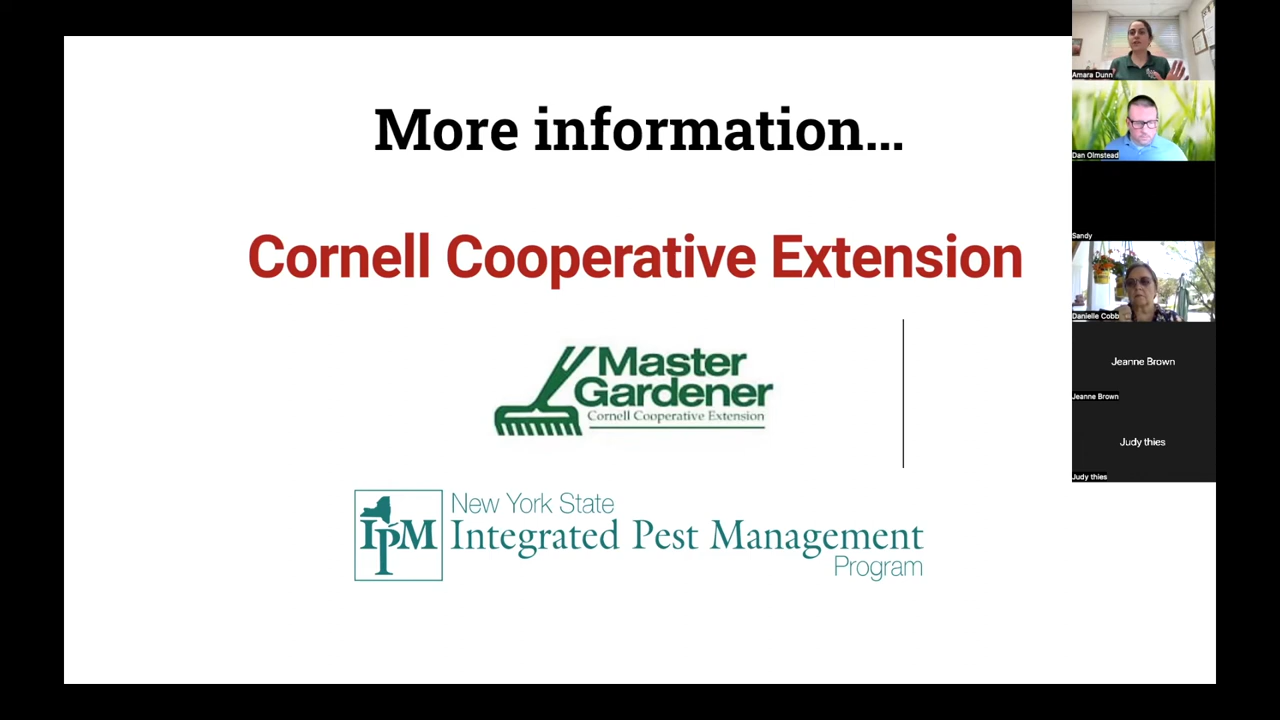 More information...
Cornell Cooperative Extension
Master
Gardener
Cornell Cooperative Extension
IPM
New York State
Integrated Pest Management
Program
Amara Dunn
Dan Olmstead
Sandy
Danielle Cobb
Jeanne Brown
Jeanne Brown
Judy thies
Judy thies